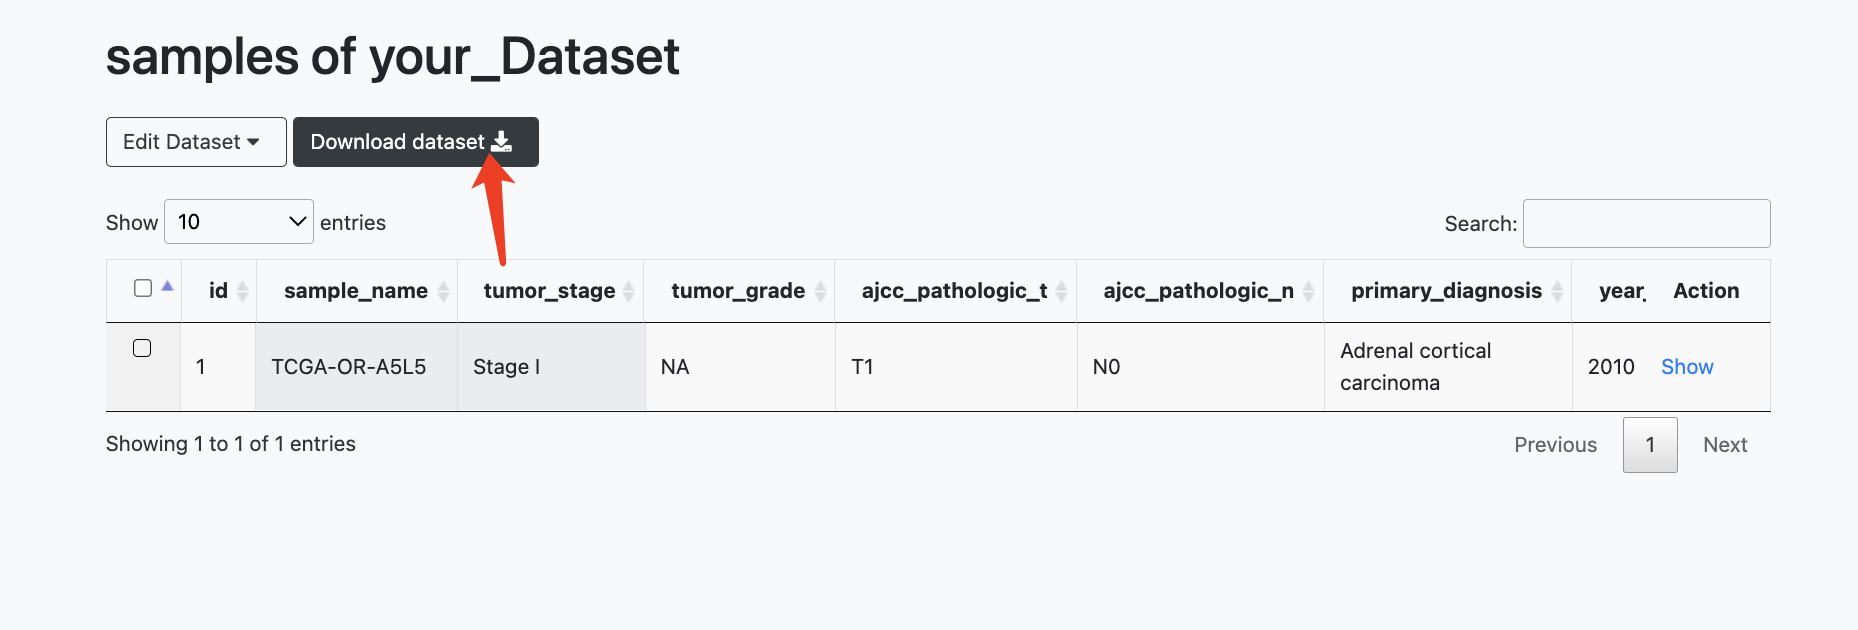 samples of your_Dataset
Edit Dataset Download dataset
Show 10 entries Search:
id sample_name tumor_stage tumor_grade ajcc_pathologic_t ajcc_pathologic_n primary_diagnosis year_ Action
1 TCGA-OR-A5L5 Stage I NA T1 N0 Adrenal cortical carcinoma 2010 Show
Showing 1 to 1 of 1 entries Previous 1 Next